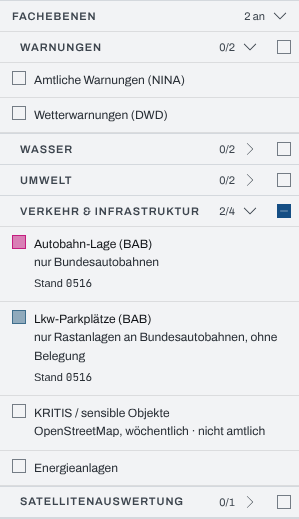 FACHEBENEN 2 an
WARNUNGEN 0/2
Amtliche Warnungen (NINA)
Wetterwarnungen (DWD)
WASSER 0/2
UMWELT 0/2
VERKEHR & INFRASTRUKTUR 2/4
Autobahn-Lage (BAB)
nur Bundesautobahnen
Stand 0516
Lkw-Parkplätze (BAB)
nur Rastanlagen an Bundesautobahnen, ohne
Belegung
Stand 0516
KRITIS / sensible Objekte
OpenStreetMap, wöchentlich · nicht amtlich
Energieanlagen
SATELLITENAUSWERTUNG 0/1